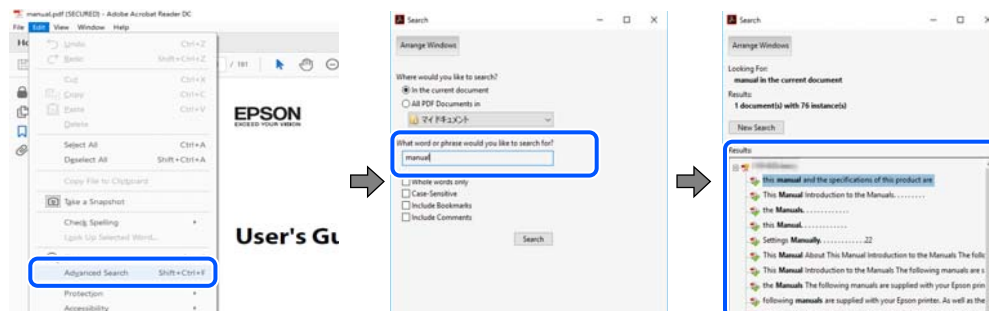 manual.pdf (SECURED) - Adobe Acrobat Reader DC
File Edit View Window Help
Undo Ctrl+Z
Redo Shift+Ctrl+Z
Cut Ctrl+X
Copy Ctrl+C
Paste Ctrl+V
Delete
Select All Ctrl+A
Deselect All Shift+Ctrl+A
Copy File to Clipboard
Take a Snapshot
Check Spelling
Look Up Selected Word...
Advanced Search Shift+Ctrl+F
Protection
Accessibility
/ 181
EPSON
EXCEED YOUR VISION
User's Gu
Search
Arrange Windows
Where would you like to search?
In the current document
All PDF Documents in
マイ ドキュメント
What word or phrase would you like to search for?
manual
Whole words only
Case-Sensitive
Include Bookmarks
Include Comments
Search
Search
Arrange Windows
Looking For:
manual in the current document
Results:
1 document(s) with 76 instance(s)
New Search
Results:
this manual and the specifications of this product are
This Manual Introduction to the Manuals. . . . . . . . .
the Manuals. . . . . . . . . . . . .
this Manual. . . . . . . . . . . . .
Settings Manually. . . . . . . . . . . . .22
This Manual About This Manual Introduction to the Manuals The follo
This Manual Introduction to the Manuals The following manuals are s
the Manuals The following manuals are supplied with your Epson prin
following manuals are supplied with your Epson printer. As well as the